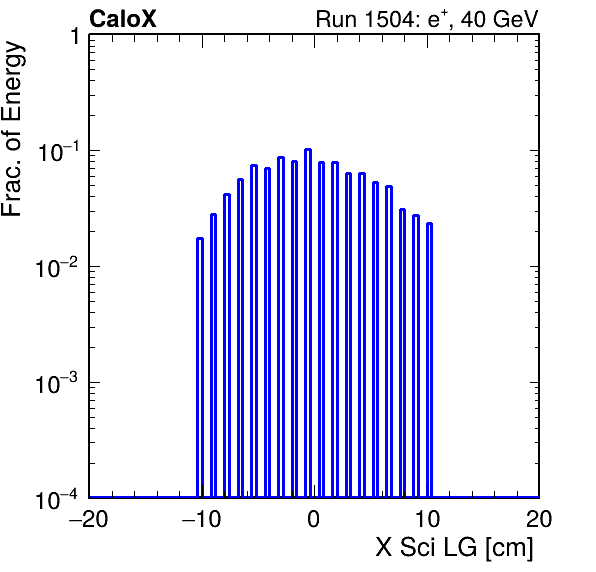 CaloX Run 1504: e⁺, 40 GeV
Frac. of Energy
1
10⁻¹
10⁻²
10⁻³
10⁻⁴
−20 −10 0 10 20
X Sci LG [cm]